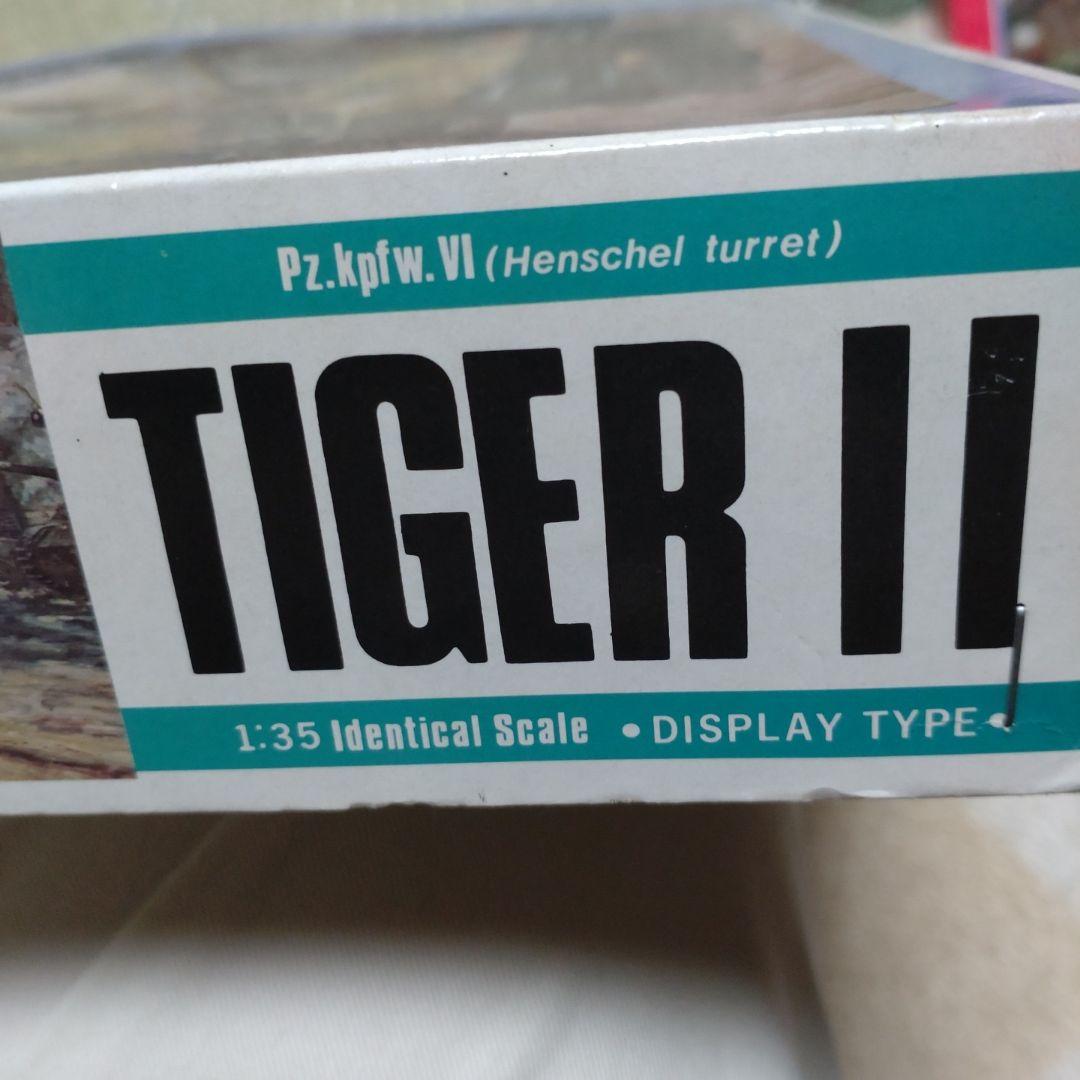 Pz.kpfw.VI (Henschel turret)
TIGER II
1:35 Identical Scale •DISPLAY TYPE•